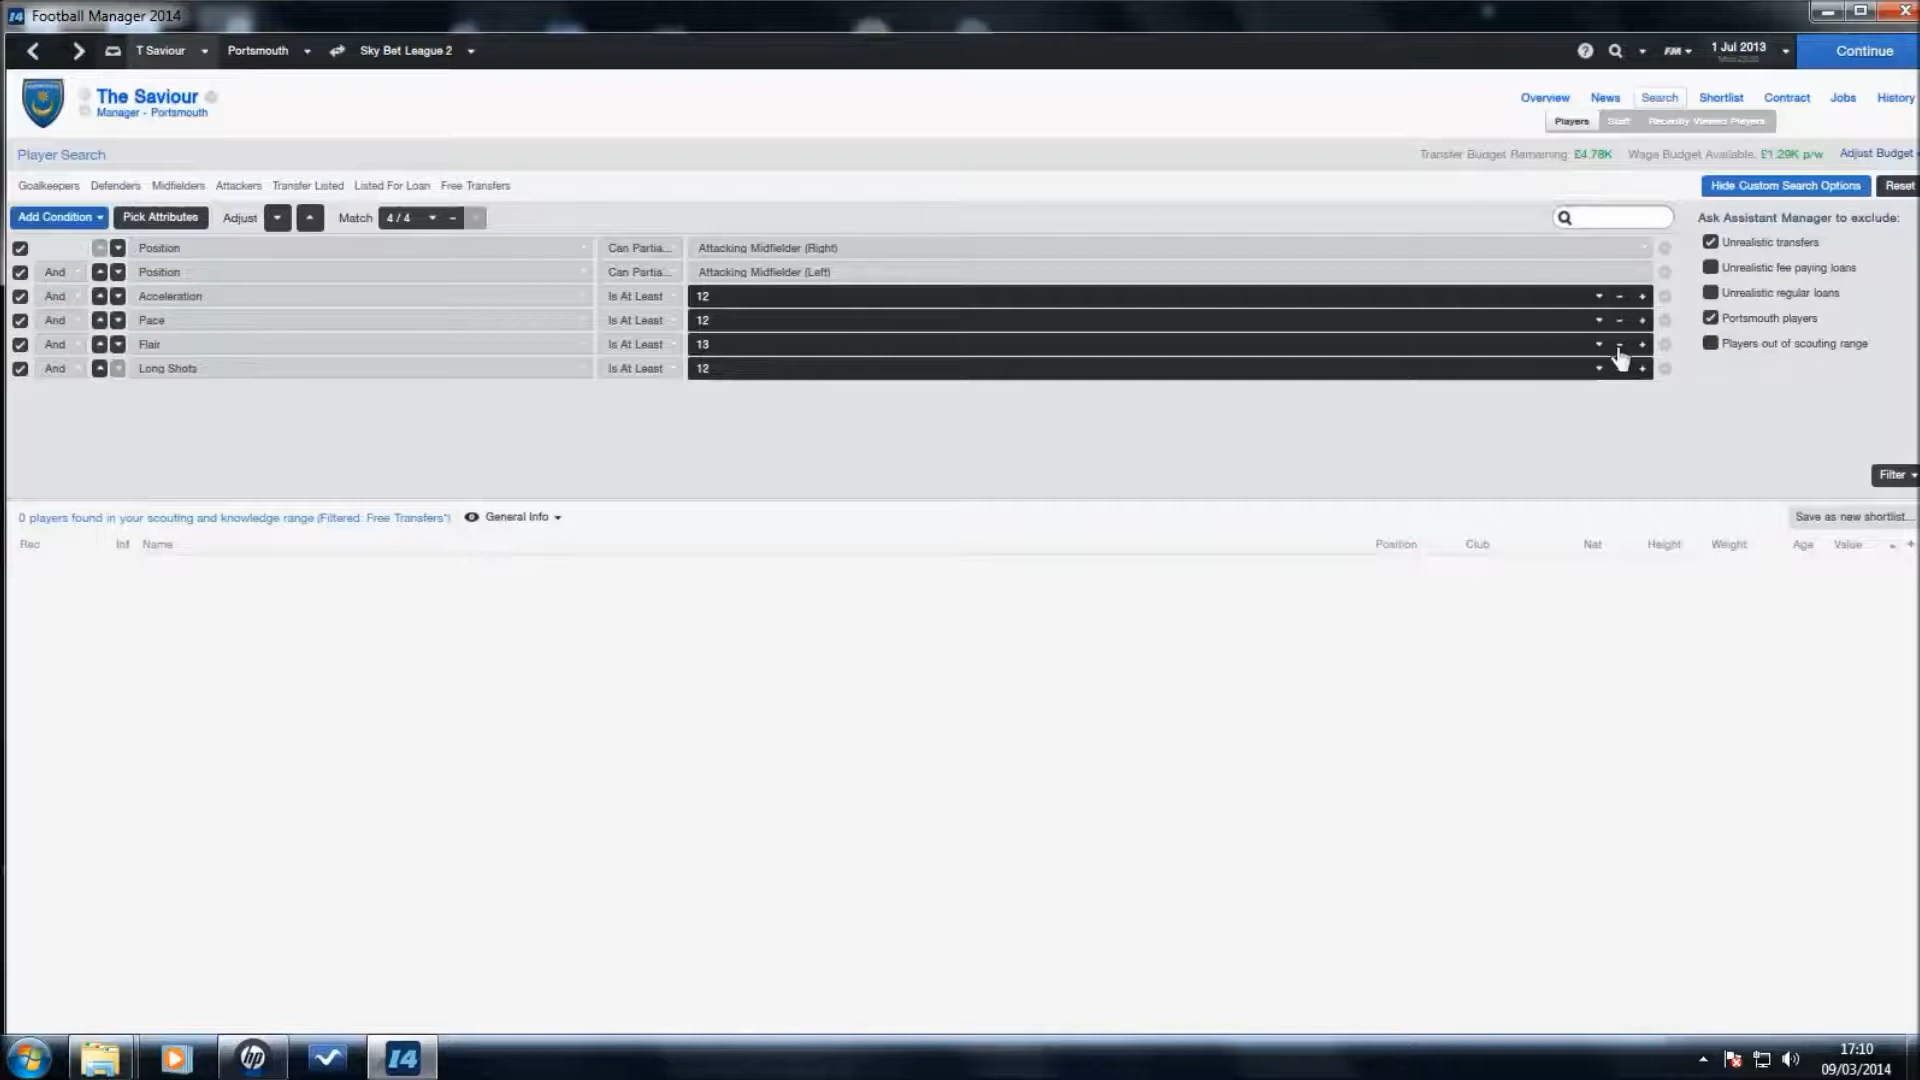 Football Manager 2014
T Saviour Portsmouth Sky Bet League 2 FM 1 Jul 2013 Continue
The Saviour
Manager - Portsmouth
Overview News Search Shortlist Contract Jobs History
Players Staff Recently Viewed Players
Player Search Transfer Budget Remaining: £4.78K Wage Budget Available: £1.29K p/w Adjust Budget
Goalkeepers Defenders Midfielders Attackers Transfer Listed Listed For Loan Free Transfers Hide Custom Search Options Reset
Add Condition Pick Attributes Adjust Match 4 / 4 Ask Assistant Manager to exclude:
Position Can Partia... Attacking Midfielder (Right) Unrealistic transfers
And Position Can Partia... Attacking Midfielder (Left) Unrealistic fee paying loans
And Acceleration Is At Least 12 Unrealistic regular loans
And Pace Is At Least 12 Portsmouth players
And Flair Is At Least 13 Players out of scouting range
And Long Shots Is At Least 12
Filter
0 players found in your scouting and knowledge range (Filtered: Free Transfers*) General Info Save as new shortlist...
Rec Inf Name Position Club Nat Height Weight Age Value
hp 14
17:10
09/03/2014